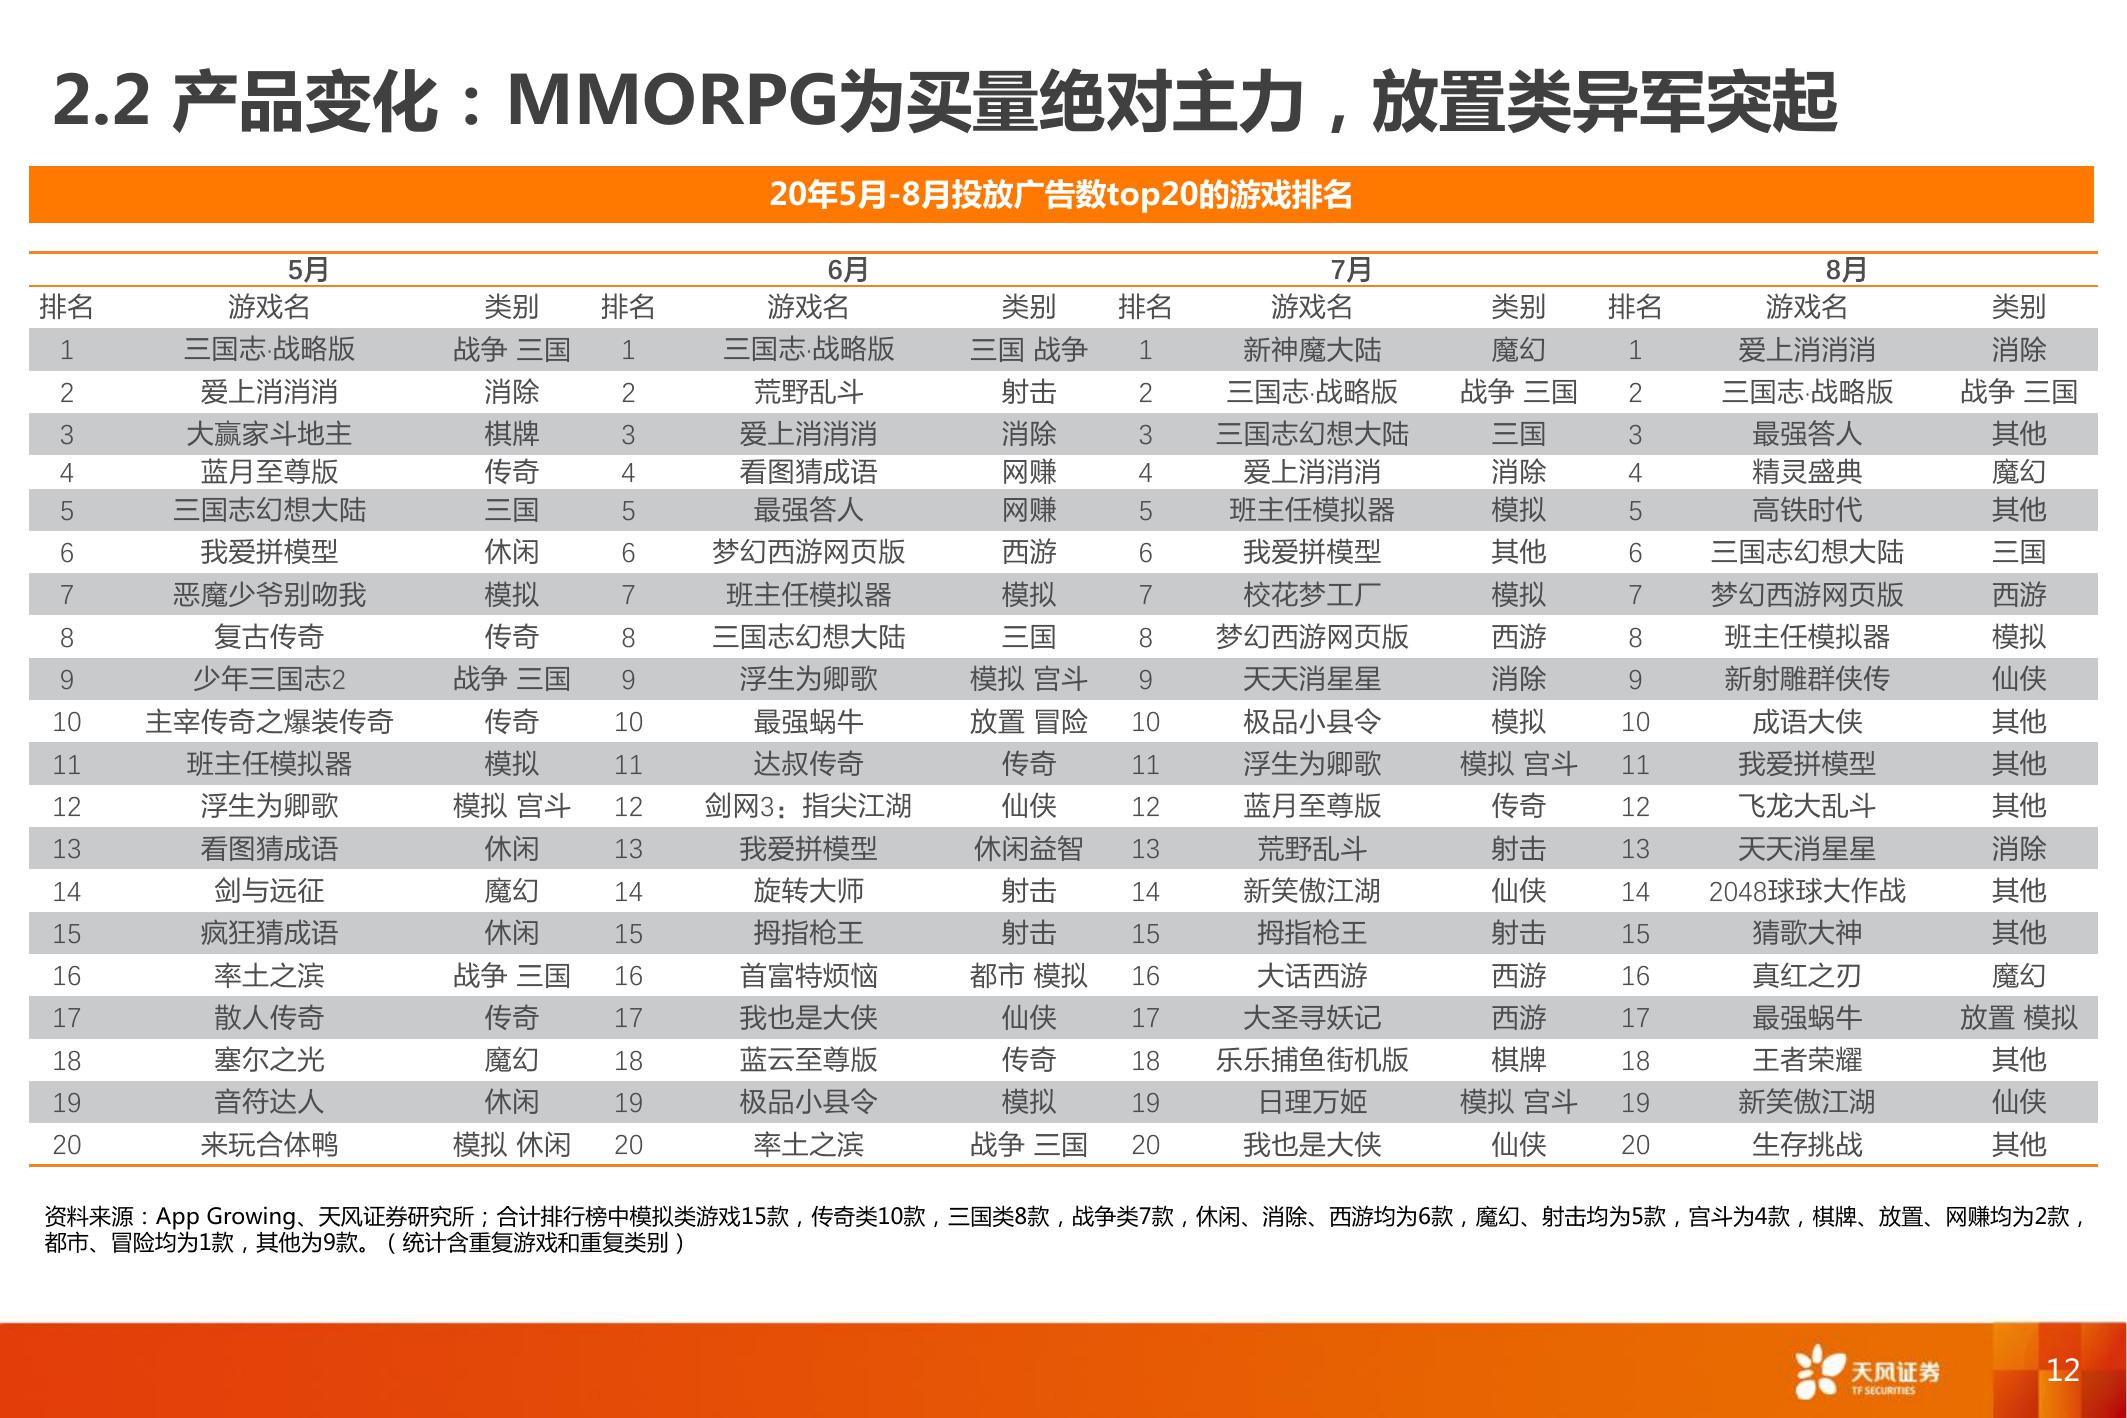 2.2 产品变化：MMORPG为买量绝对主力，放置类异军突起
20年5月-8月投放广告数top20的游戏排名
5月 6月 7月 8月
排名 游戏名 类别 排名 游戏名 类别 排名 游戏名 类别 排名 游戏名 类别
1 三国志·战略版 战争 三国 1 三国志·战略版 三国 战争 1 新神魔大陆 魔幻 1 爱上消消消 消除
2 爱上消消消 消除 2 荒野乱斗 射击 2 三国志·战略版 战争 三国 2 三国志·战略版 战争 三国
3 大赢家斗地主 棋牌 3 爱上消消消 消除 3 三国志幻想大陆 三国 3 最强答人 其他
4 蓝月至尊版 传奇 4 看图猜成语 网赚 4 爱上消消消 消除 4 精灵盛典 魔幻
5 三国志幻想大陆 三国 5 最强答人 网赚 5 班主任模拟器 模拟 5 高铁时代 其他
6 我爱拼模型 休闲 6 梦幻西游网页版 西游 6 我爱拼模型 其他 6 三国志幻想大陆 三国
7 恶魔少爷别吻我 模拟 7 班主任模拟器 模拟 7 校花梦工厂 模拟 7 梦幻西游网页版 西游
8 复古传奇 传奇 8 三国志幻想大陆 三国 8 梦幻西游网页版 西游 8 班主任模拟器 模拟
9 少年三国志2 战争 三国 9 浮生为卿歌 模拟 宫斗 9 天天消星星 消除 9 新射雕群侠传 仙侠
10 主宰传奇之爆装传奇 传奇 10 最强蜗牛 放置 冒险 10 极品小县令 模拟 10 成语大侠 其他
11 班主任模拟器 模拟 11 达叔传奇 传奇 11 浮生为卿歌 模拟 宫斗 11 我爱拼模型 其他
12 浮生为卿歌 模拟 宫斗 12 剑网3：指尖江湖 仙侠 12 蓝月至尊版 传奇 12 飞龙大乱斗 其他
13 看图猜成语 休闲 13 我爱拼模型 休闲益智 13 荒野乱斗 射击 13 天天消星星 消除
14 剑与远征 魔幻 14 旋转大师 射击 14 新笑傲江湖 仙侠 14 2048球球大作战 其他
15 疯狂猜成语 休闲 15 拇指枪王 射击 15 拇指枪王 射击 15 猜歌大神 其他
16 率土之滨 战争 三国 16 首富特烦恼 都市 模拟 16 大话西游 西游 16 真红之刃 魔幻
17 散人传奇 传奇 17 我也是大侠 仙侠 17 大圣寻妖记 西游 17 最强蜗牛 放置 模拟
18 塞尔之光 魔幻 18 蓝云至尊版 传奇 18 乐乐捕鱼街机版 棋牌 18 王者荣耀 其他
19 音符达人 休闲 19 极品小县令 模拟 19 日理万姬 模拟 宫斗 19 新笑傲江湖 仙侠
20 来玩合体鸭 模拟 休闲 20 率土之滨 战争 三国 20 我也是大侠 仙侠 20 生存挑战 其他
资料来源：App Growing、天风证券研究所；合计排行榜中模拟类游戏15款，传奇类10款，三国类8款，战争类7款，休闲、消除、西游均为6款，魔幻、射击均为5款，宫斗为4款，棋牌、放置、网赚均为2款，
都市、冒险均为1款，其他为9款。（统计含重复游戏和重复类别）
天风证券
TF SECURITIES
12